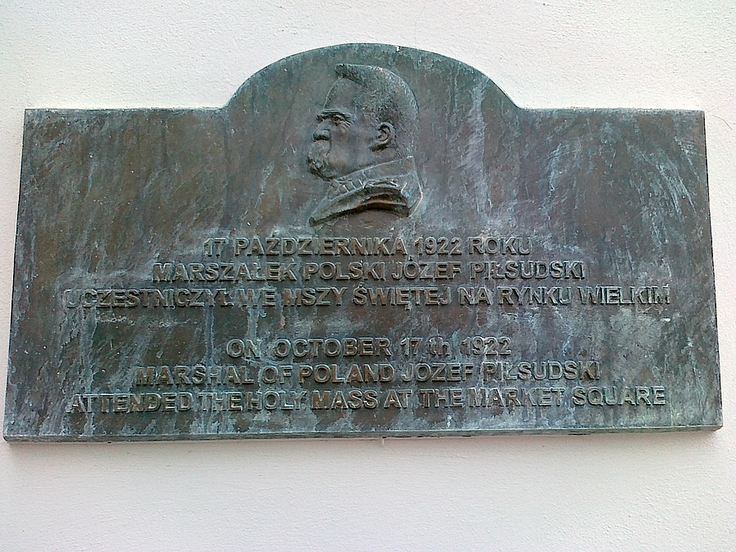 17 PAŹDZIERNIKA 1922 ROKU
MARSZAŁEK POLSKI JÓZEF PIŁSUDSKI
UCZESTNICZYŁ WE MSZY ŚWIĘTEJ NA RYNKU WIELKIM
ON OCTOBER 17 th 1922
MARSHAL OF POLAND JÓZEF PIŁSUDSKI
ATTENDED THE HOLY MASS AT THE MARKET SQUARE